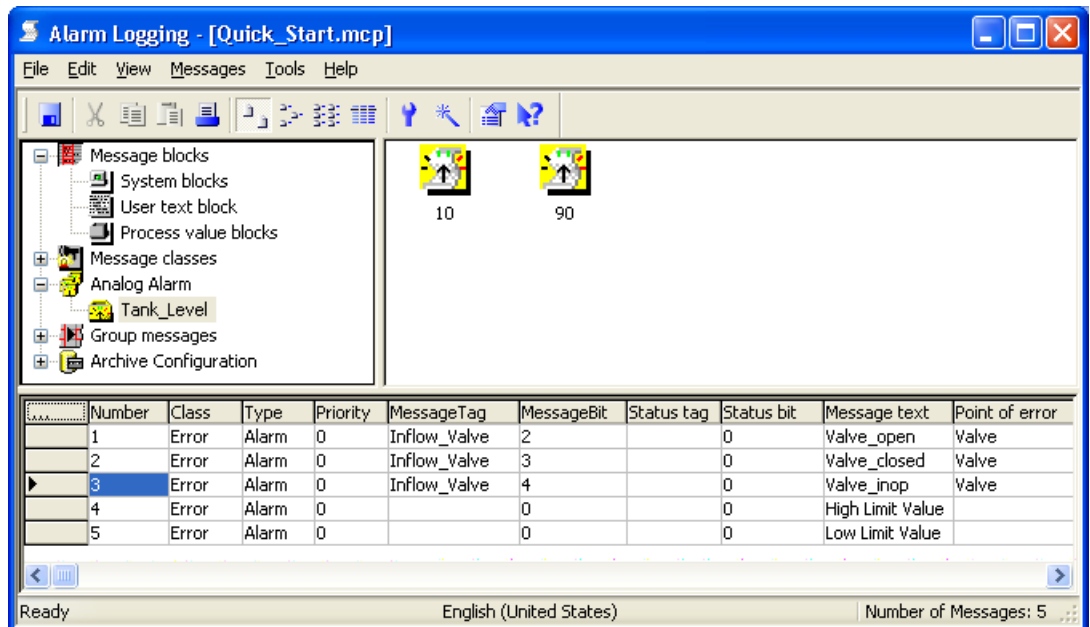 Alarm Logging - [Quick_Start.mcp]
File Edit View Messages Tools Help
Message blocks
System blocks
User text block
Process value blocks
Message classes
Analog Alarm
Tank_Level
Group messages
Archive Configuration
10 90
Number Class Type Priority MessageTag MessageBit Status tag Status bit Message text Point of error
1 Error Alarm 0 Inflow_Valve 2 0 Valve_open Valve
2 Error Alarm 0 Inflow_Valve 3 0 Valve_closed Valve
3 Error Alarm 0 Inflow_Valve 4 0 Valve_inop Valve
4 Error Alarm 0 0 0 High Limit Value
5 Error Alarm 0 0 0 Low Limit Value
Ready English (United States) Number of Messages: 5